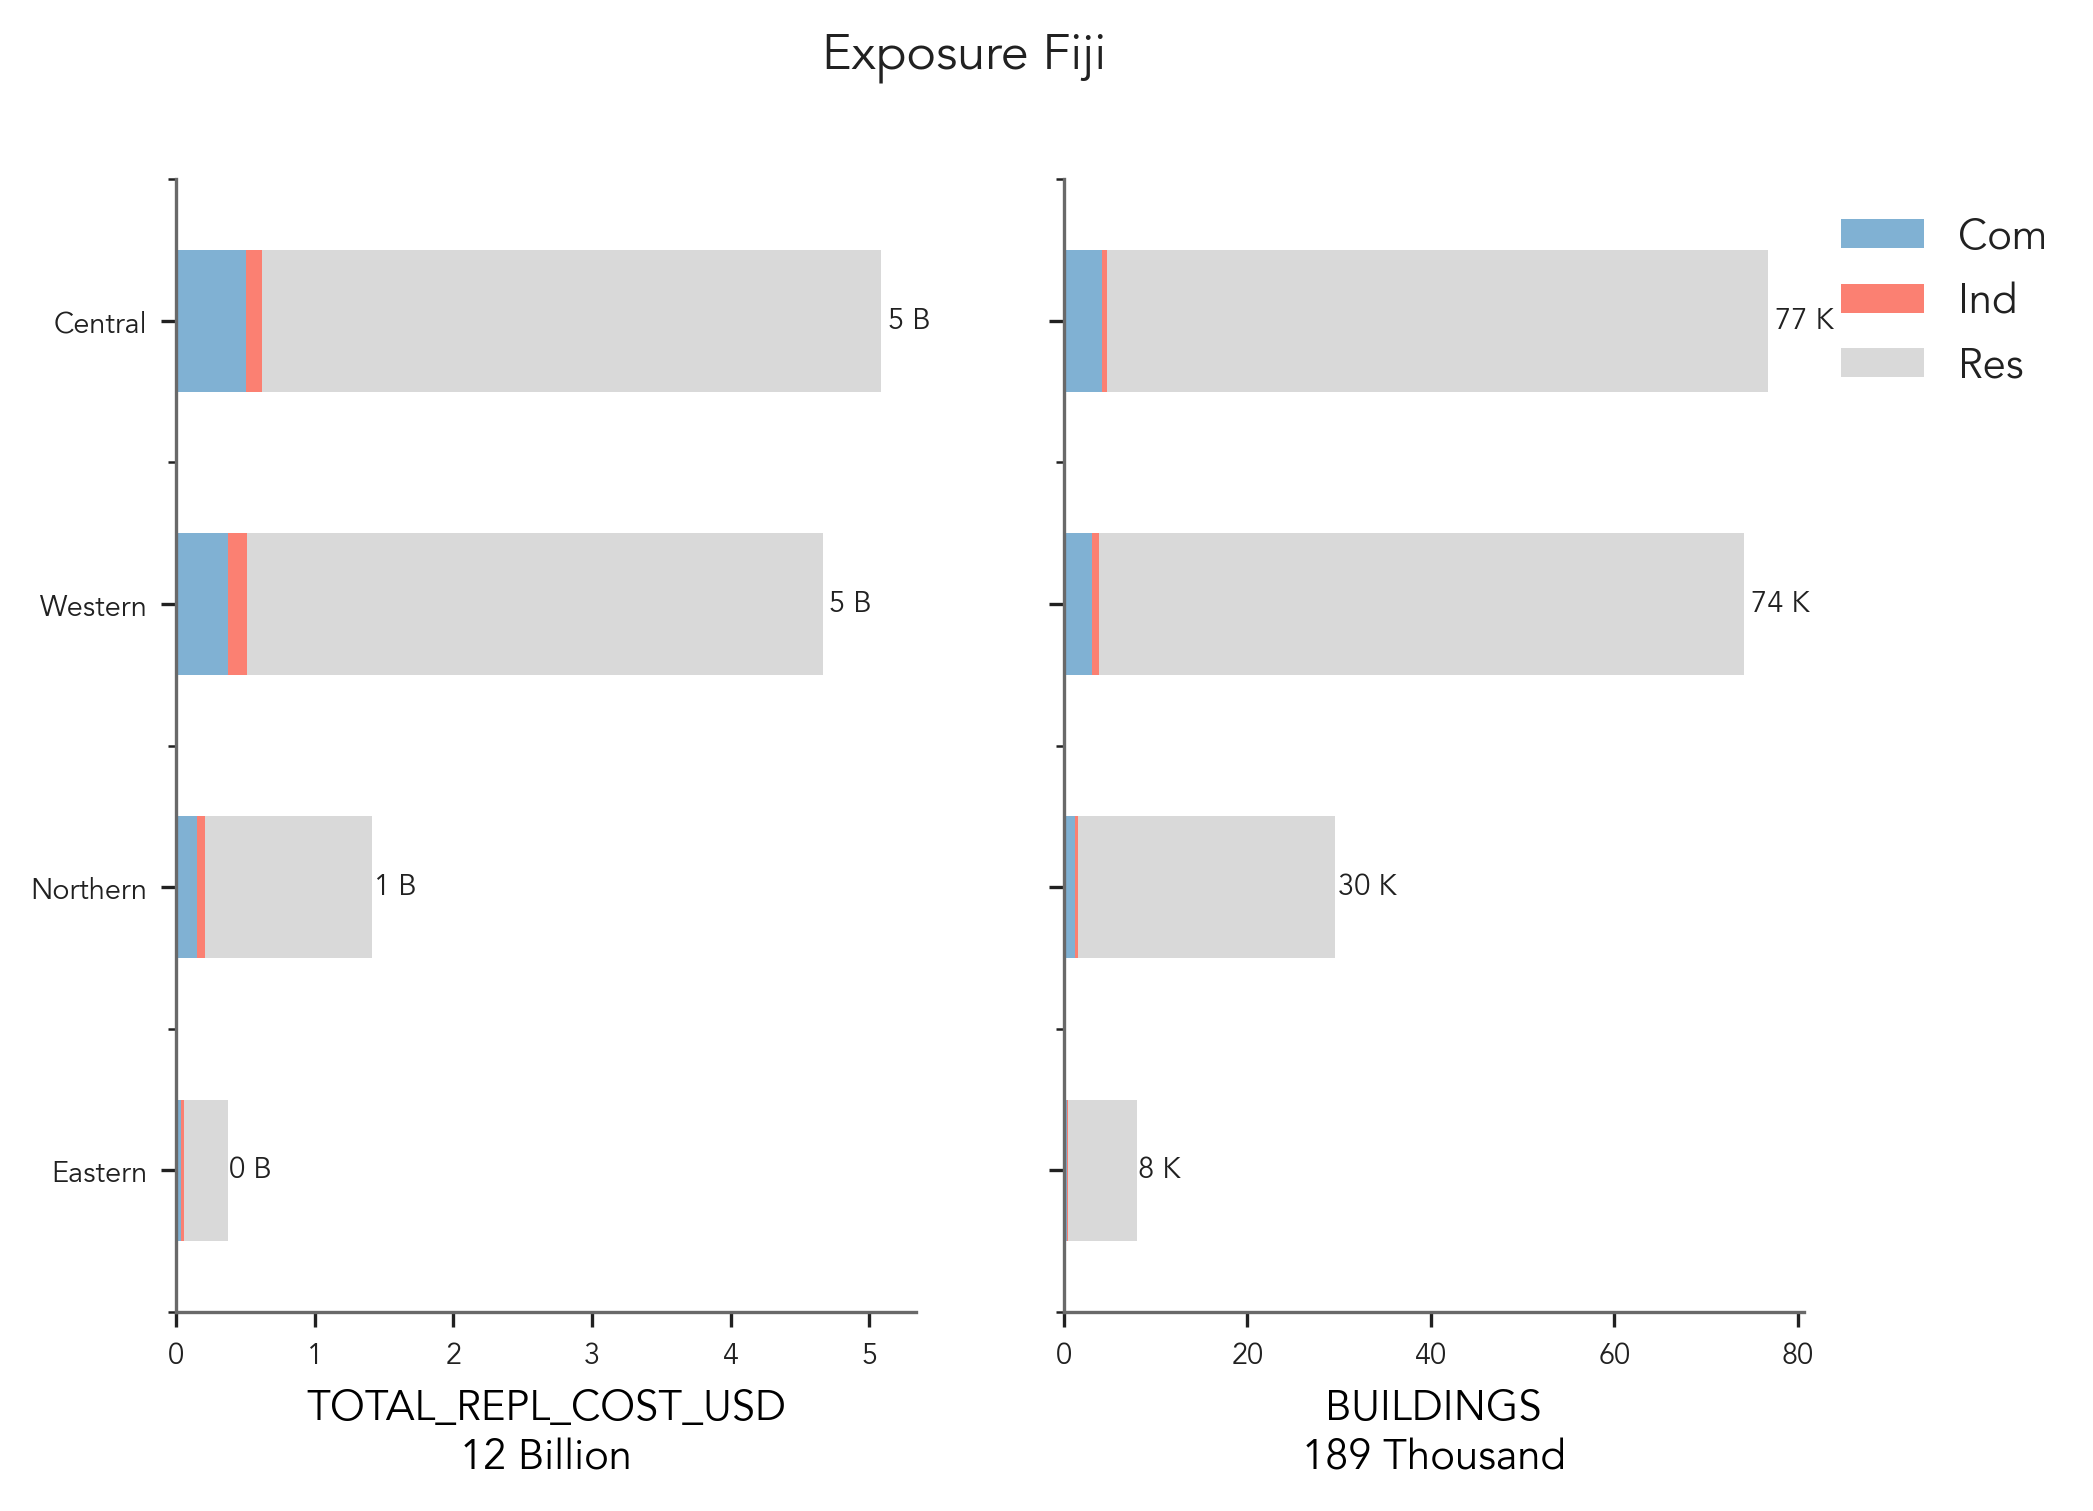 Exposure Fiji
Central
Western
Northern
Eastern
5 B
5 B
1 B
0 B
0 1 2 3 4 5
TOTAL_REPL_COST_USD
12 Billion
77 K
74 K
30 K
8 K
0 20 40 60 80
BUILDINGS
189 Thousand
Com
Ind
Res